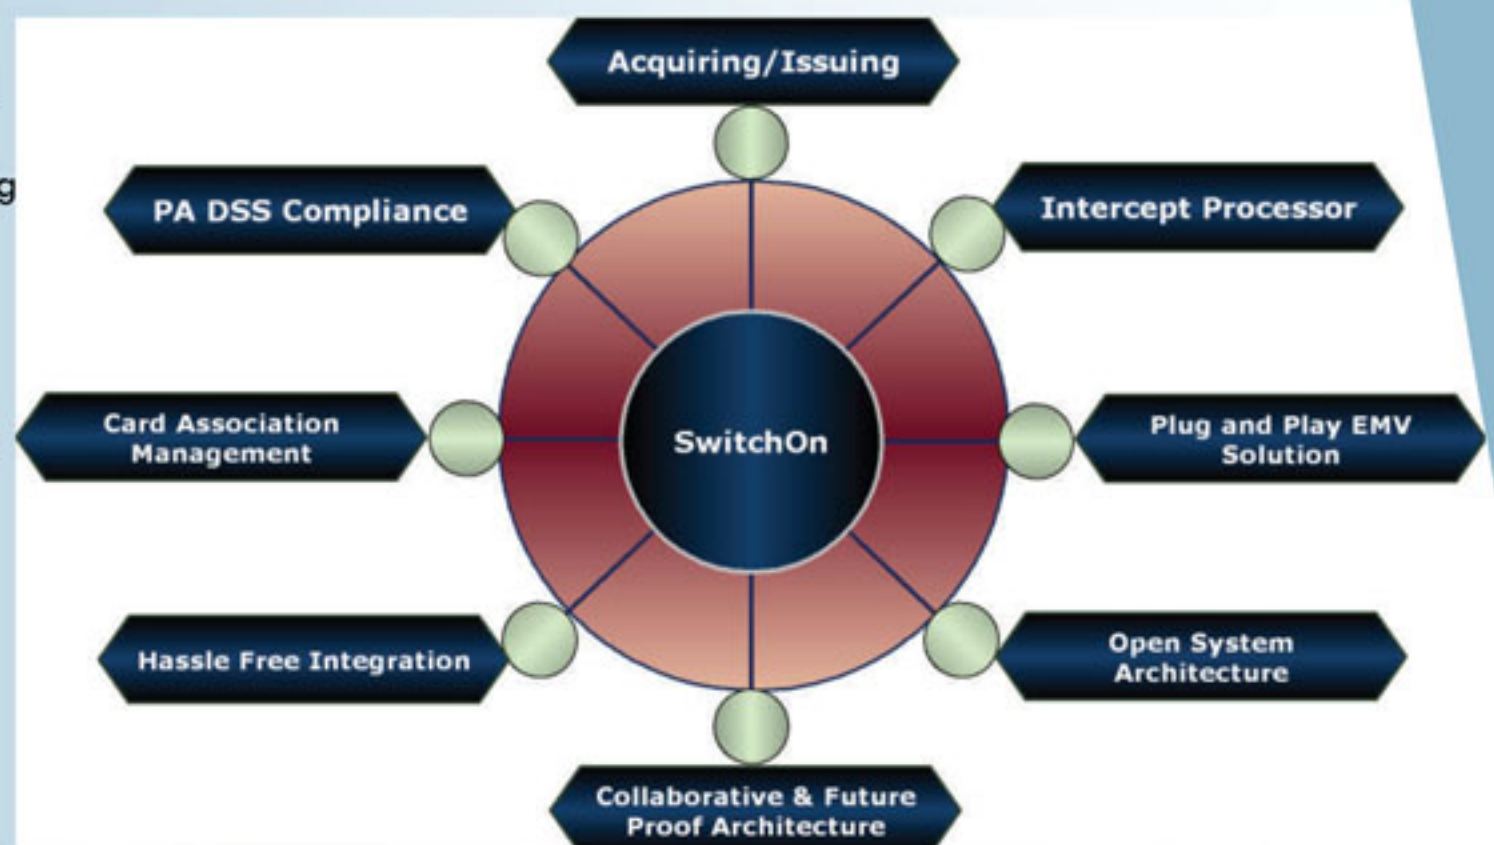 Acquiring/Issuing
PA DSS Compliance
Intercept Processor
g
Card Association
Management
SwitchOn
Plug and Play EMV
Solution
Hassle Free Integration
Open System
Architecture
Collaborative & Future
Proof Architecture